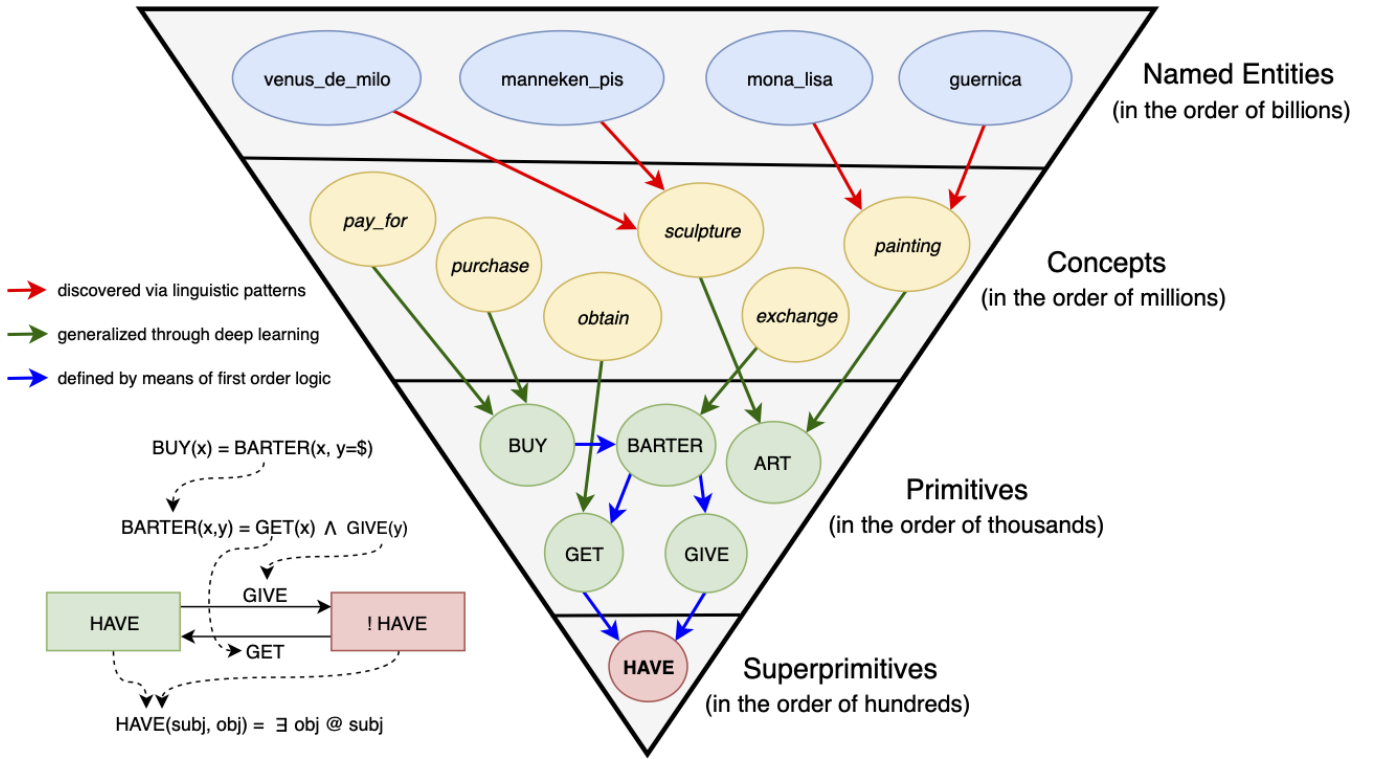 venus_de_milo
manneken_pis
mona_lisa
guernica
Named Entities
(in the order of billions)
pay_for
purchase
obtain
sculpture
exchange
painting
Concepts
(in the order of millions)
discovered via linguistic patterns
generalized through deep learning
defined by means of first order logic
BUY
BARTER
ART
GET
GIVE
Primitives
(in the order of thousands)
HAVE
Superprimitives
(in the order of hundreds)
BUY(x) = BARTER(x, y=$)
BARTER(x,y) = GET(x) ∧ GIVE(y)
GIVE
HAVE
! HAVE
GET
HAVE(subj, obj) = ∃ obj @ subj